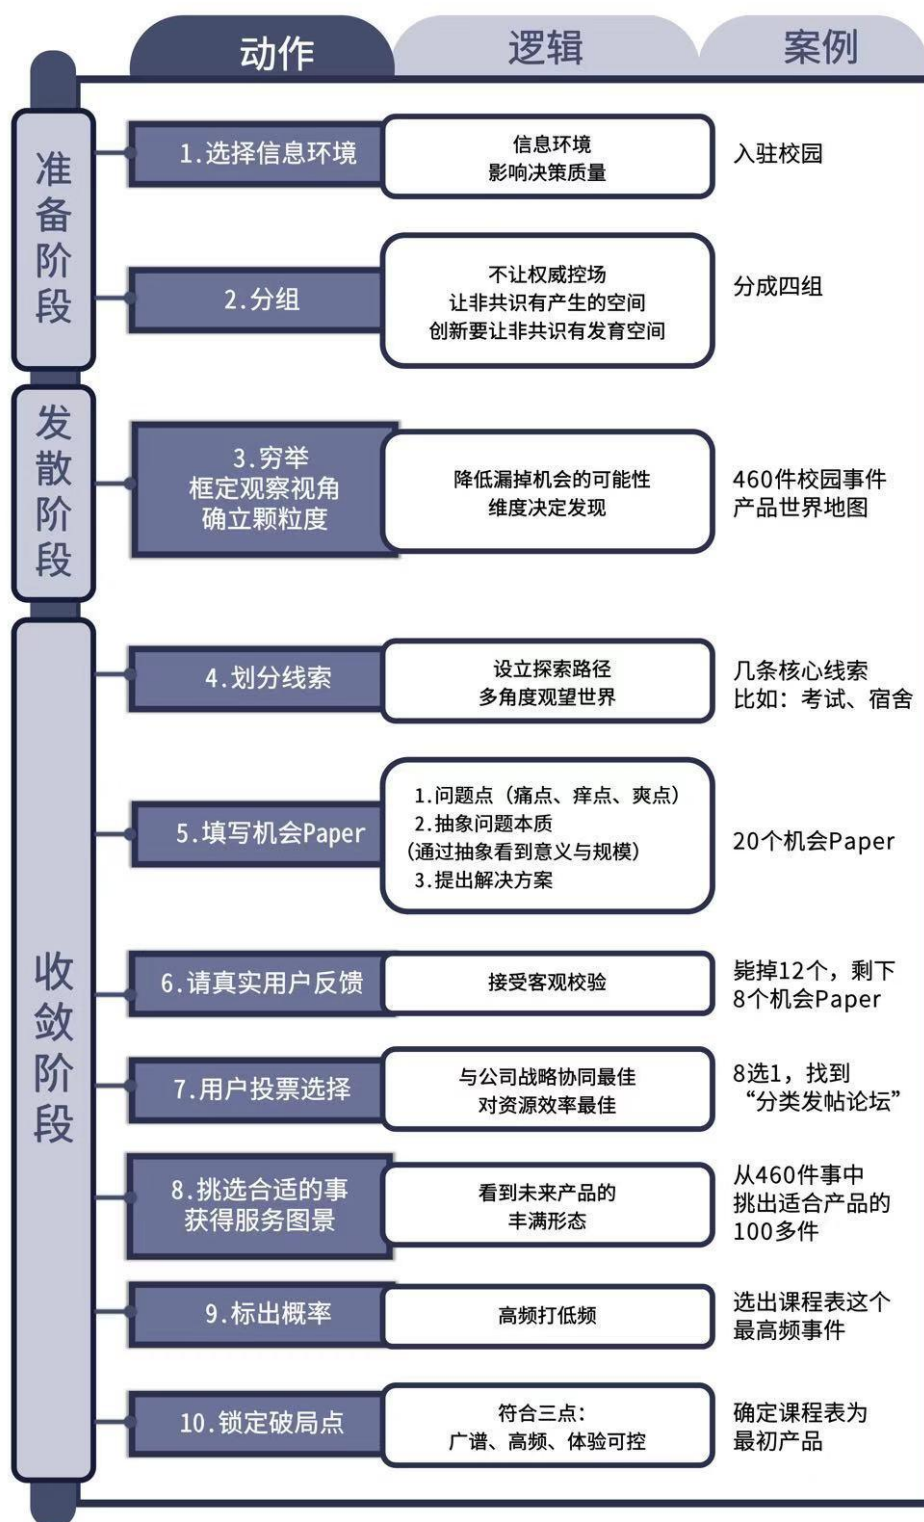 动作
逻辑
案例
准备阶段
1.选择信息环境
信息环境
影响决策质量
入驻校园
2.分组
不让权威控场
让非共识有产生的空间
创新要让非共识有发育空间
分成四组
发散阶段
3.穷举
框定观察视角
确立颗粒度
降低漏掉机会的可能性
维度决定发现
460件校园事件
产品世界地图
收敛阶段
4.划分线索
设立探索路径
多角度观望世界
几条核心线索
比如：考试、宿舍
5.填写机会Paper
1.问题点（痛点、痒点、爽点）
2.抽象问题本质
（通过抽象看到意义与规模）
3.提出解决方案
20个机会Paper
6.请真实用户反馈
接受客观校验
毙掉12个，剩下
8个机会Paper
7.用户投票选择
与公司战略协同最佳
对资源效率最佳
8选1，找到
“分类发帖论坛”
8.挑选合适的事
获得服务图景
看到未来产品的
丰满形态
从460件事中
挑出适合产品的
100多件
9.标出概率
高频打低频
选出课程表这个
最高频事件
10.锁定破局点
符合三点：
广谱、高频、体验可控
确定课程表为
最初产品